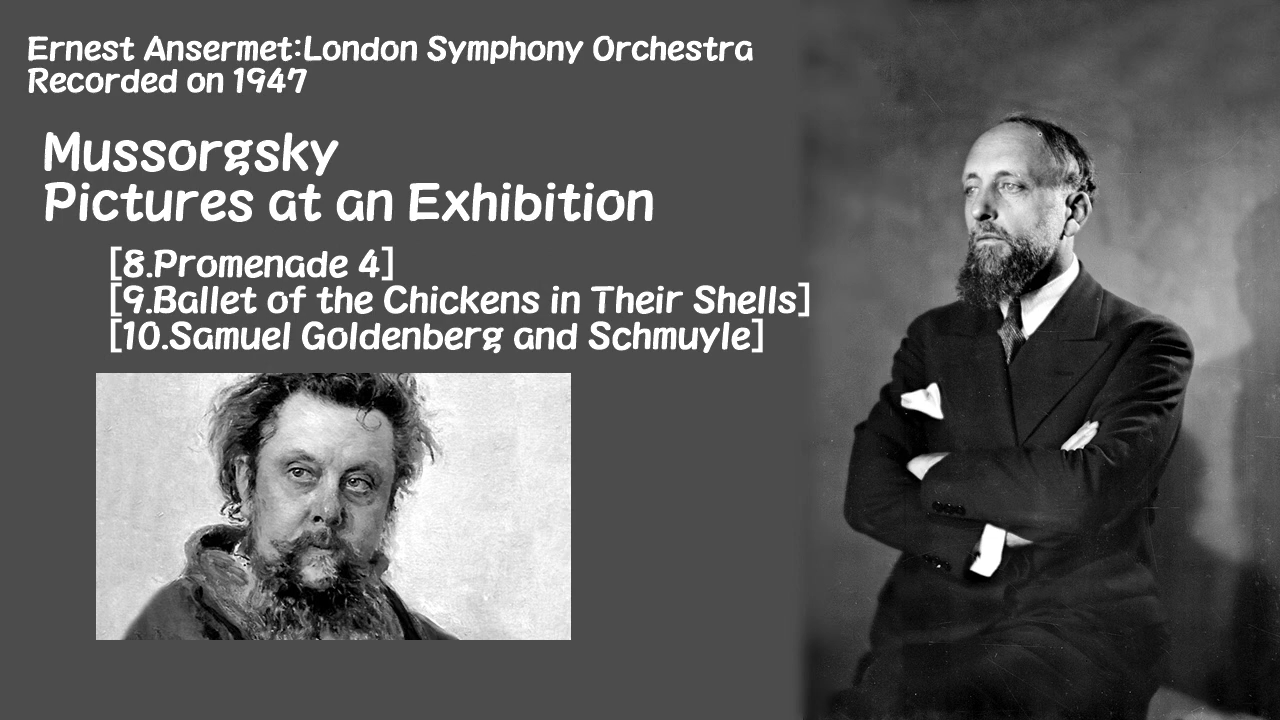 Ernest Ansermet:London Symphony Orchestra
Recorded on 1947
Mussorgsky
Pictures at an Exhibition
[8.Promenade 4]
[9.Ballet of the Chickens in Their Shells]
[10.Samuel Goldenberg and Schmuyle]